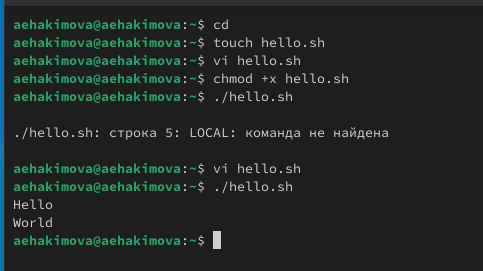 aehakimova@aehakimova:~$ cd
aehakimova@aehakimova:~$ touch hello.sh
aehakimova@aehakimova:~$ vi hello.sh
aehakimova@aehakimova:~$ chmod +x hello.sh
aehakimova@aehakimova:~$ ./hello.sh
./hello.sh: строка 5: LOCAL: команда не найдена
aehakimova@aehakimova:~$ vi hello.sh
aehakimova@aehakimova:~$ ./hello.sh
Hello
World
aehakimova@aehakimova:~$